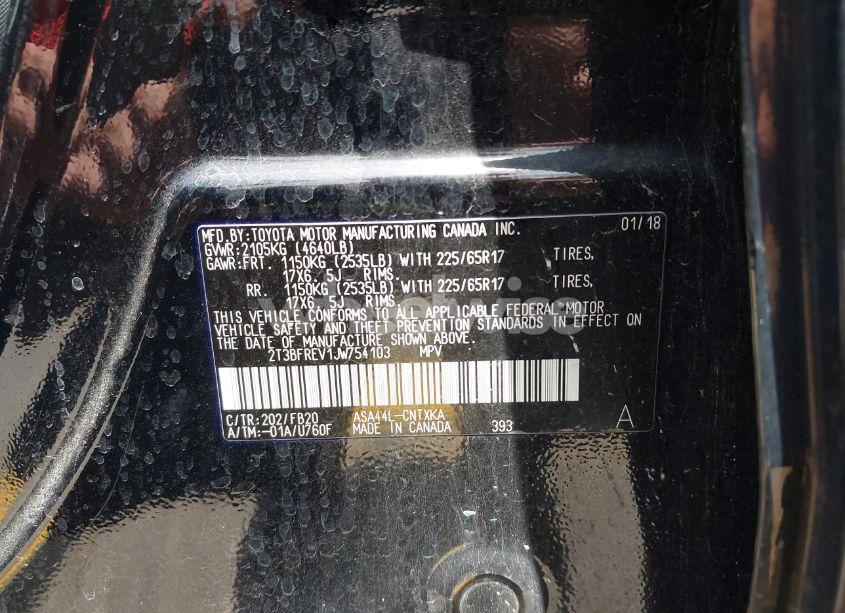 MFD.BY:TOYOTA MOTOR MANUFACTURING CANADA INC. 01/18
GVWR:2105KG (4640LB)
GAWR:FRT. 1150KG (2535LB) WITH 225/65R17 TIRES,
17X6. 5J RIMS.
RR. 1150KG (2535LB) WITH 225/65R17 TIRES,
17X6. 5J RIMS.
THIS VEHICLE CONFORMS TO ALL APPLICABLE FEDERAL MOTOR
VEHICLE SAFETY AND THEFT PREVENTION STANDARDS IN EFFECT ON
THE DATE OF MANUFACTURE SHOWN ABOVE.
2T3BFREV1JW754103 MPV
C/TR:202/FB20 ASA44L-CNTXKA
A/TM:-01A/U760F MADE IN CANADA 393 A